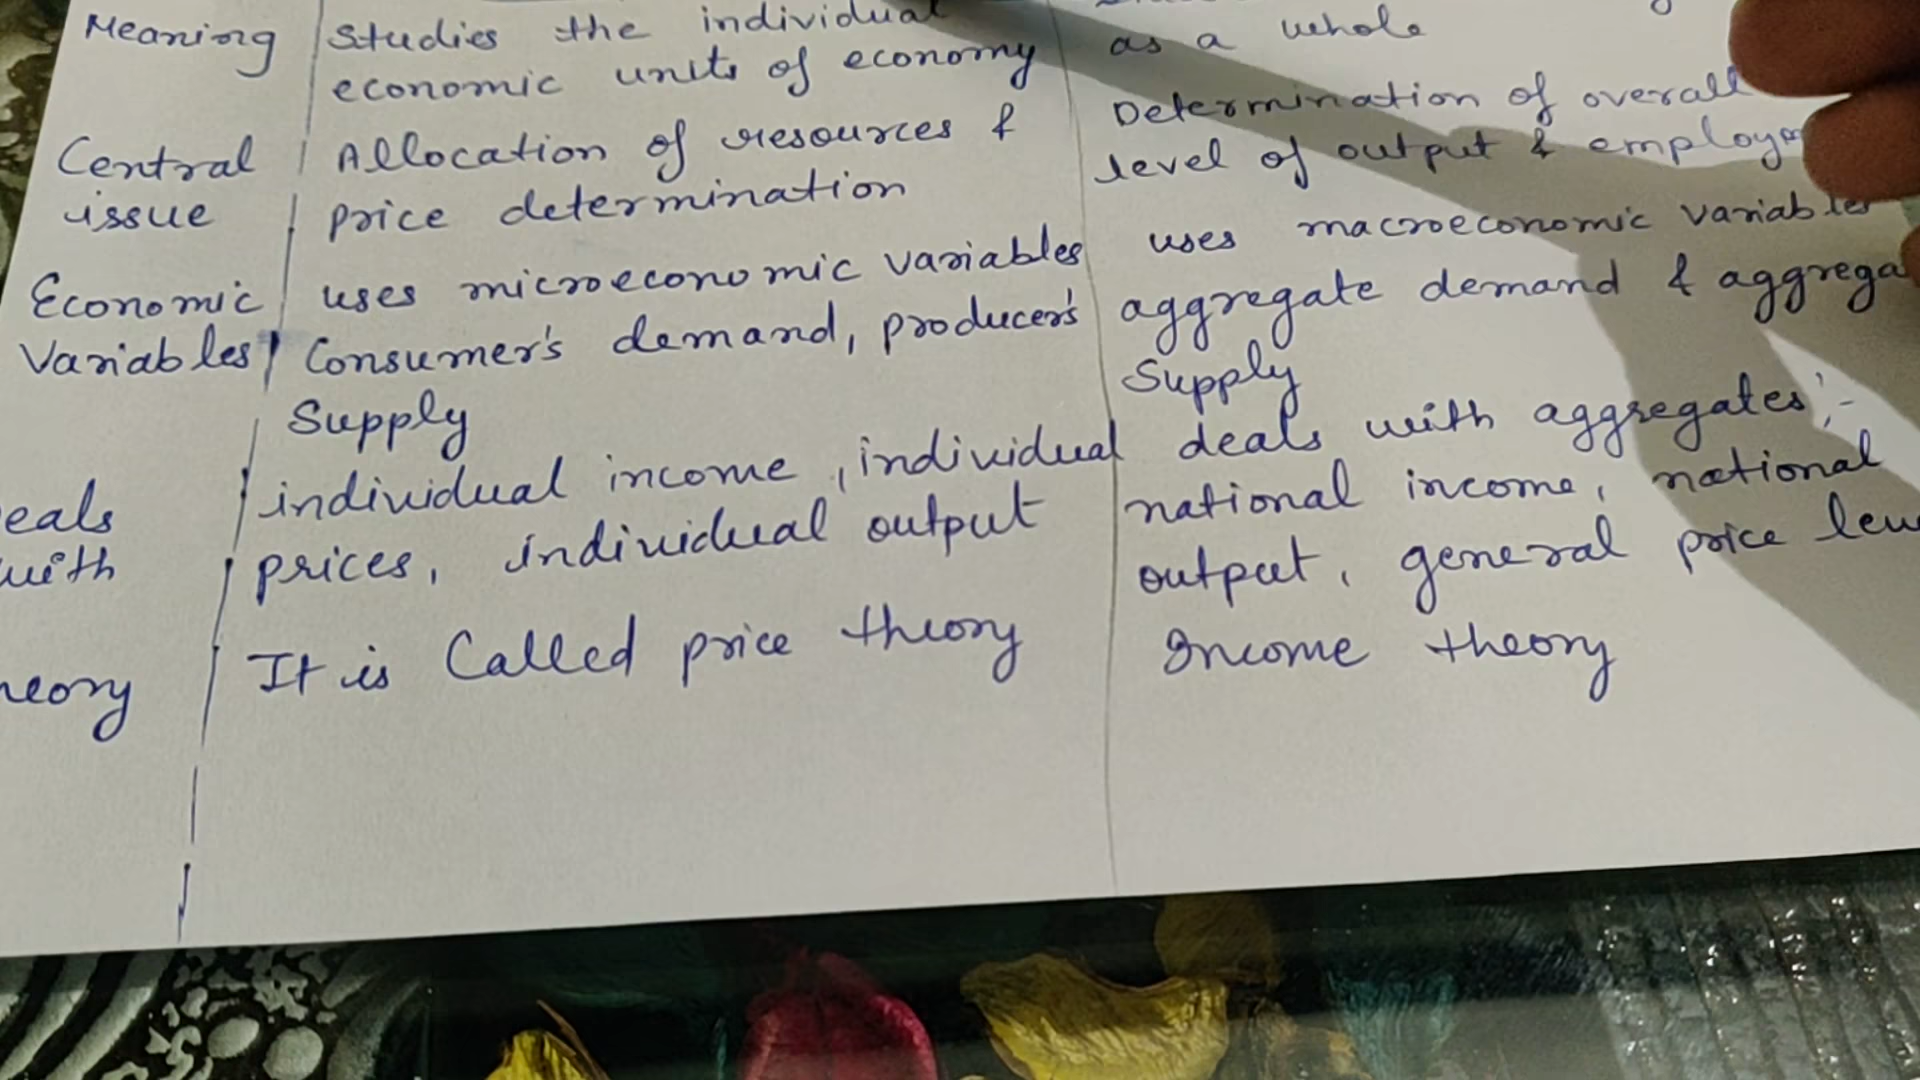 Meaning
Studies the individual
economic units of economy
as a whole
Central
issue
Allocation of resources &
price determination
Determination of overall
level of output & employm
Economic
Variables
uses microeconomic variables
Consumer's demand, producer's
Supply
uses macroeconomic variables
aggregate demand & aggrega
Supply
eals
with
individual income, individual
prices, individual output
deals with aggregates;-
national income, national
output, general price lev
heory
It is Called price theory
Income theory